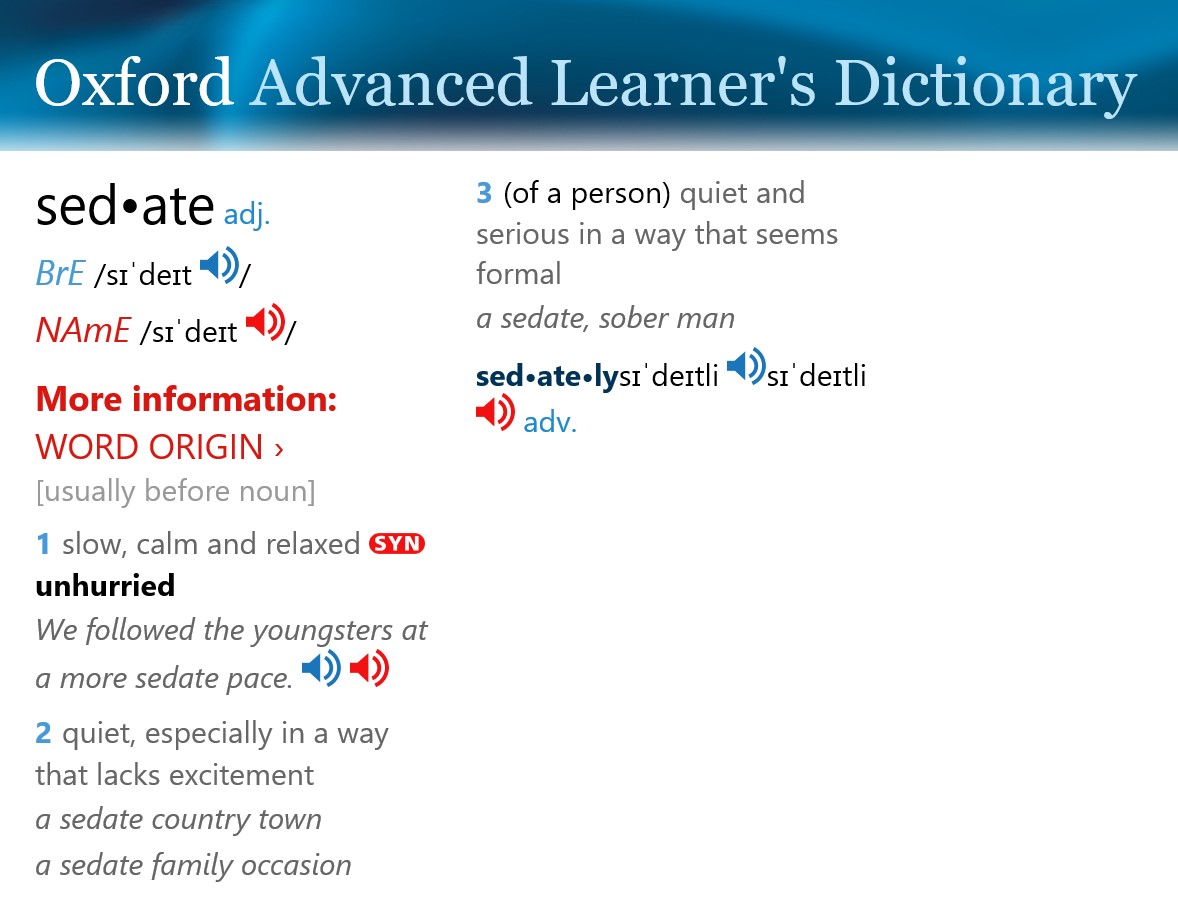 Oxford Advanced Learner's Dictionary
sed•ate adj.
BrE /sɪˈdeɪt /
NAmE /sɪˈdeɪt /
More information:
WORD ORIGIN ›
[usually before noun]
1 slow, calm and relaxed SYN
unhurried
We followed the youngsters at
a more sedate pace.
2 quiet, especially in a way
that lacks excitement
a sedate country town
a sedate family occasion
3 (of a person) quiet and
serious in a way that seems
formal
a sedate, sober man
sed•ate•lysɪˈdeɪtli sɪˈdeɪtli
adv.